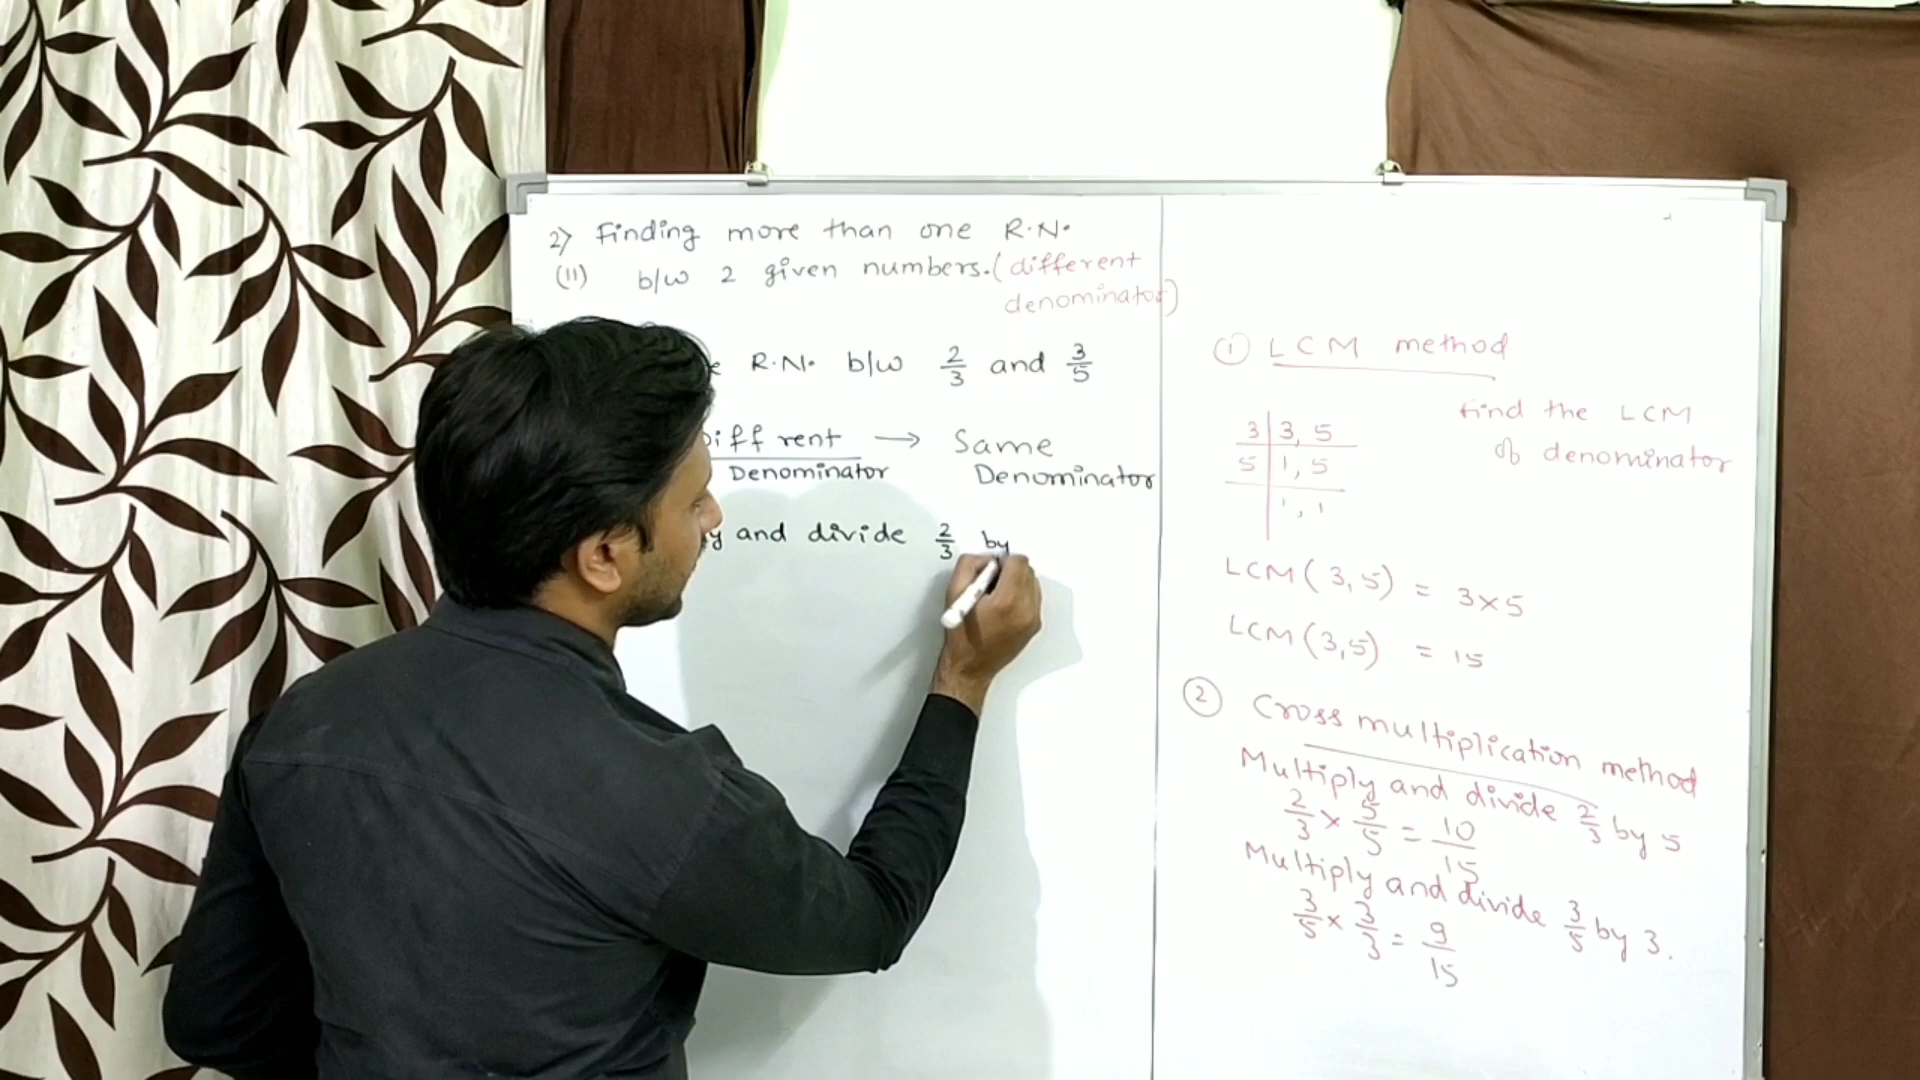 2) Finding more than one R.N.
(II) b/w 2 given numbers. (different
denominator)
R.N. b/w 2/3 and 3/5
Diff rent → Same
Denominator Denominator
and divide 2/3 by
① LCM method
find the LCM
of denominator
3 | 3, 5
5 | 1, 5
1, 1
LCM(3,5) = 3×5
LCM(3,5) = 15
② Cross multiplication method
Multiply and divide 2/3 by 5
2/3 × 5/5 = 10/15
Multiply and divide 3/5 by 3.
3/5 × 3/3 = 9/15